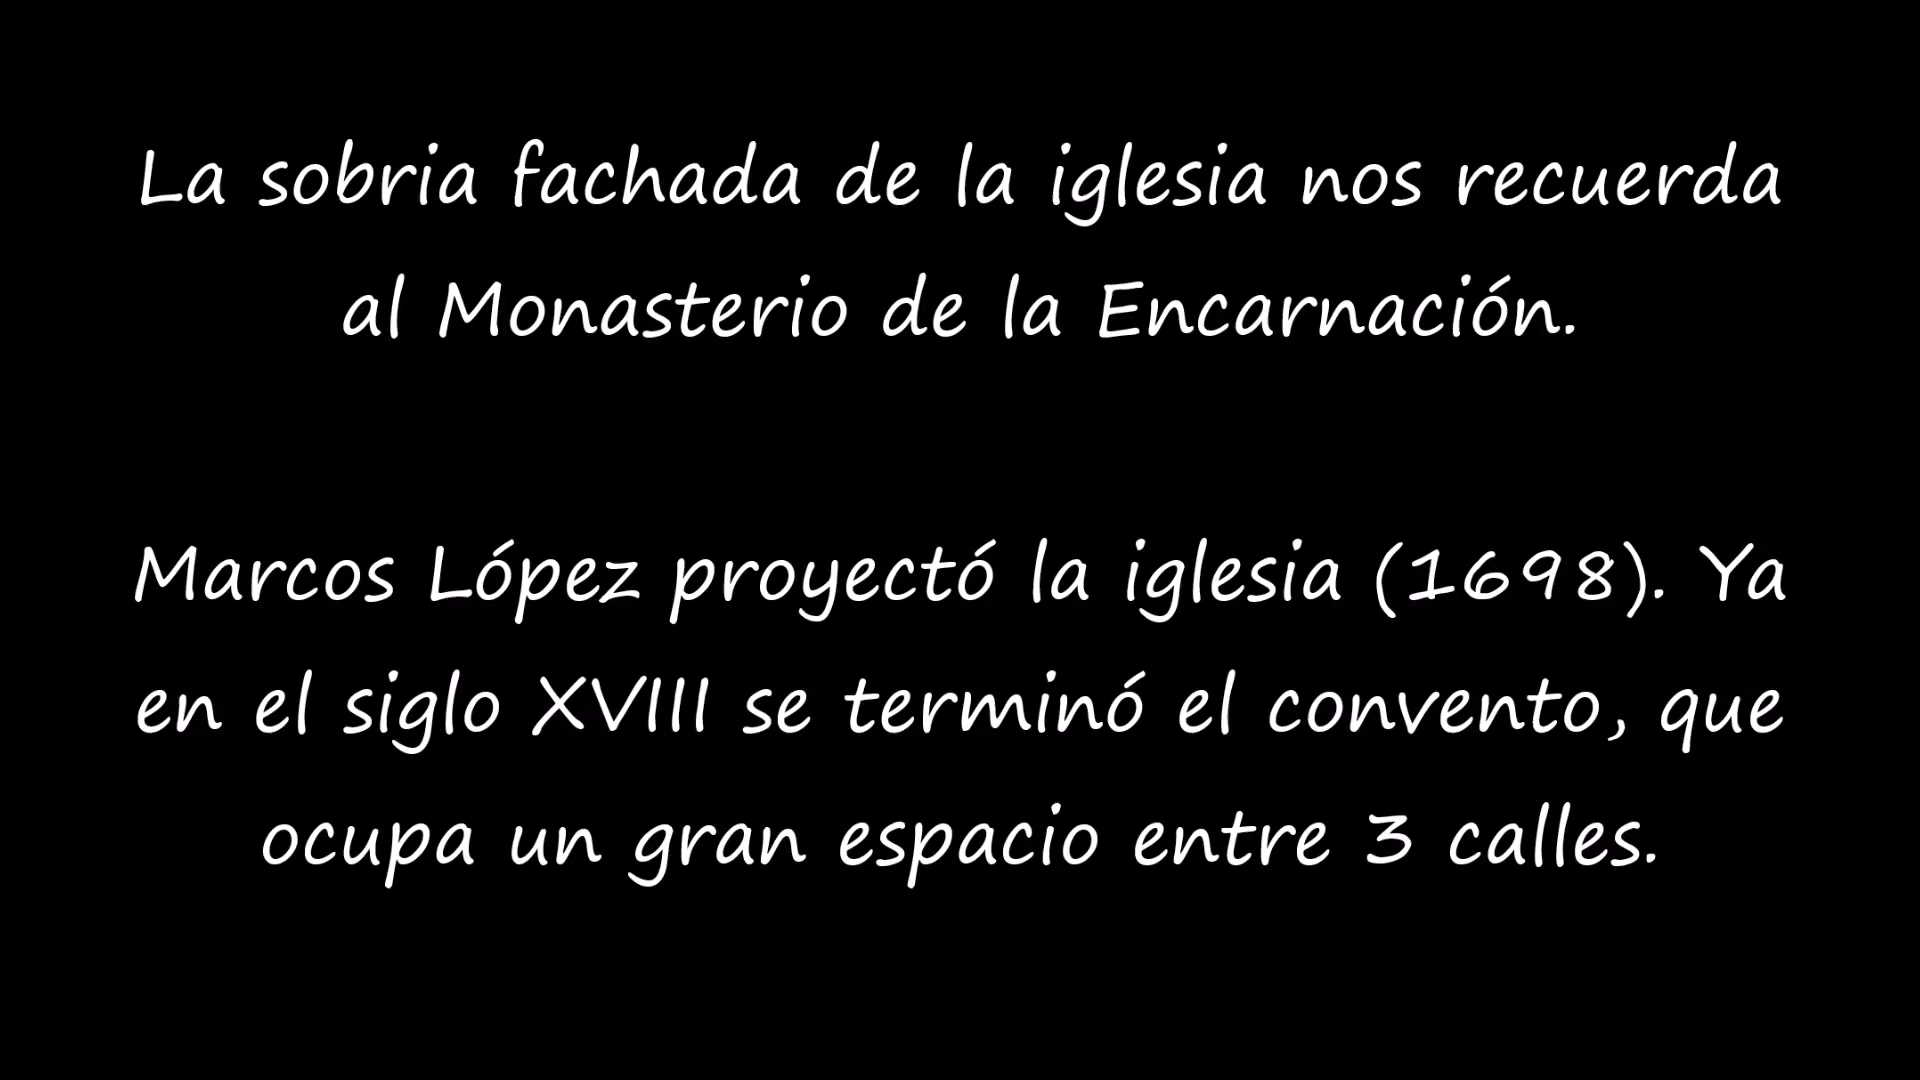 La sobria fachada de la iglesia nos recuerda
al Monasterio de la Encarnación.
Marcos López proyectó la iglesia (1698). Ya
en el siglo XVIII se terminó el convento, que
ocupa un gran espacio entre 3 calles.